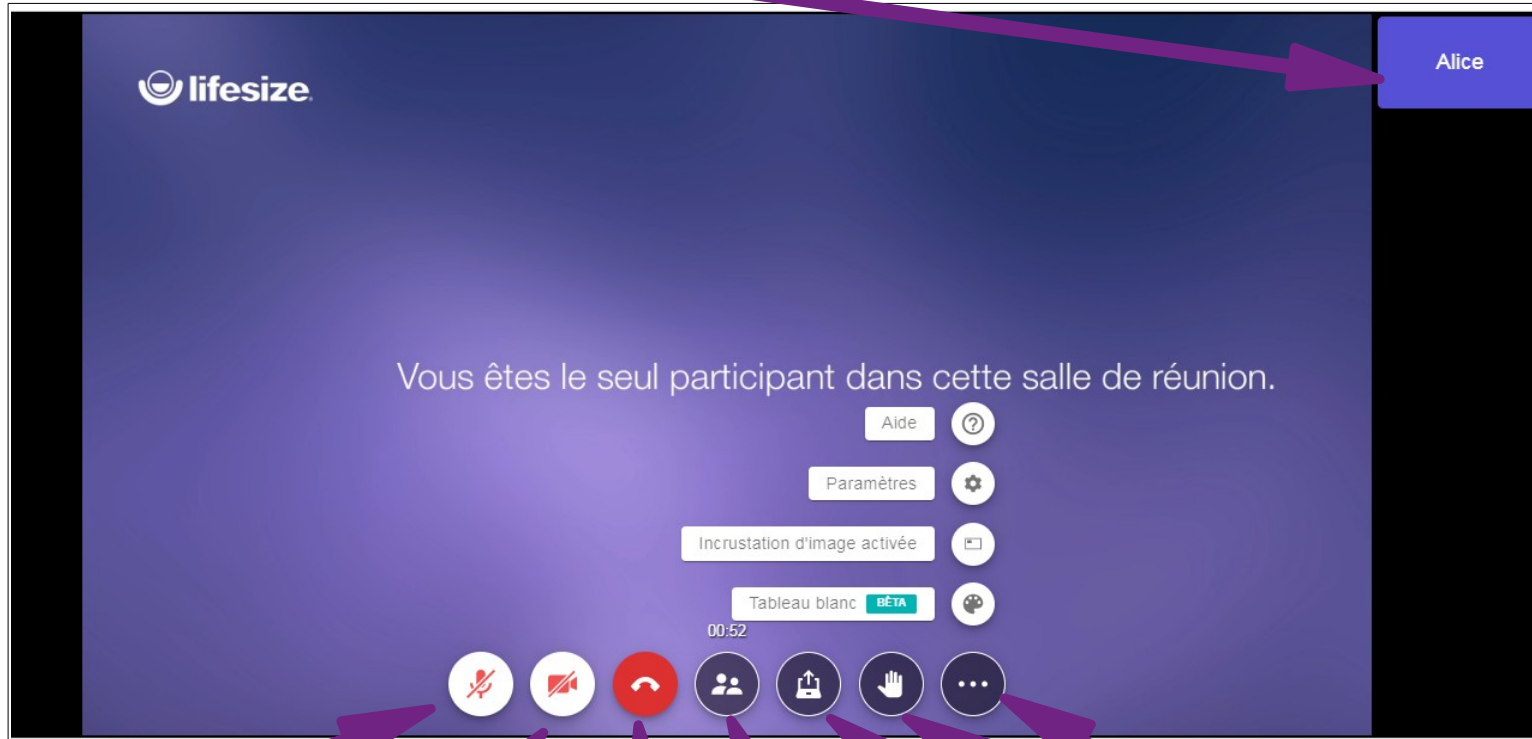 lifesize
Alice
Vous êtes le seul participant dans cette salle de réunion.
Aide
Paramètres
Incrustation d'image activée
Tableau blanc BÊTA
00:52